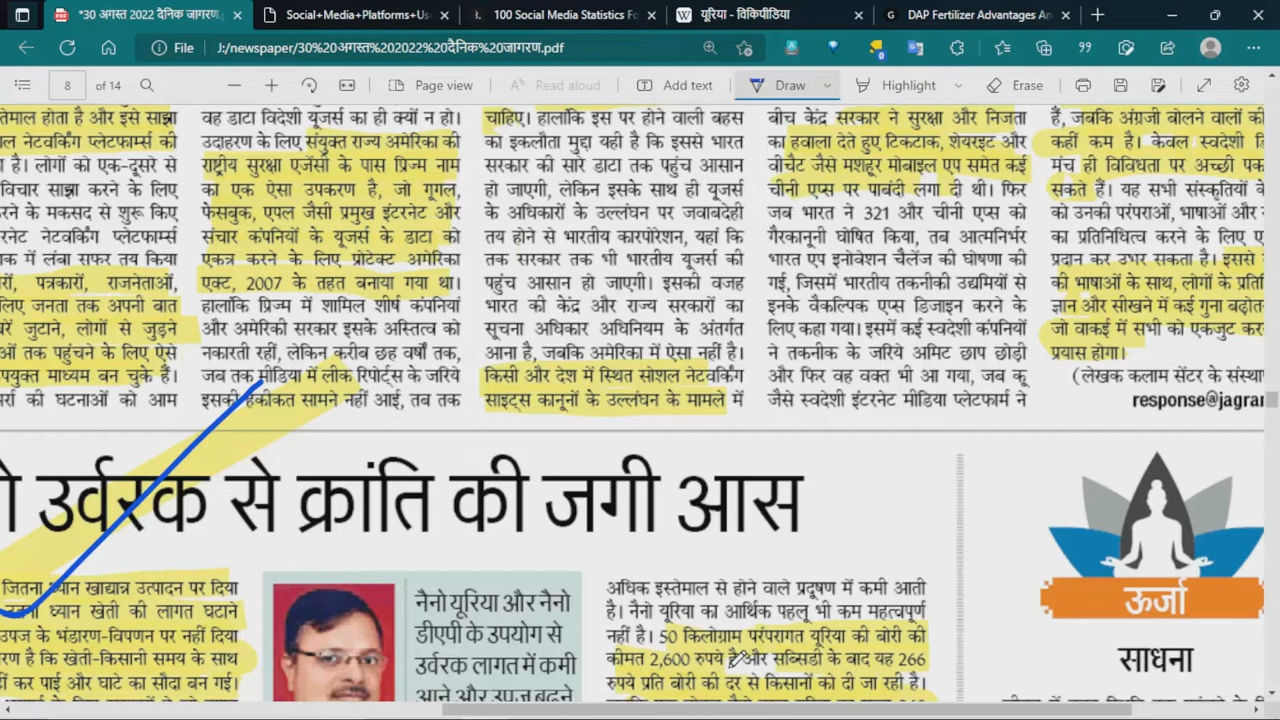 *30 अगस्त 2022 दैनिक जागरण.
Social+Media+Platforms+Us
100 Social Media Statistics Fo
यूरिया - विकिपीडिया
DAP Fertilizer Advantages An
File J:/newspaper/30%20अगस्त%202022%20दैनिक%20जागरण.pdf
8 of 14
Page view
Read aloud
Add text
Draw
Highlight
Erase
तेमाल होता है और इसे साझा
ल नेटवर्किंग प्लेटफार्म्स की
ा है। लोगों को एक-दूसरे से
विचार साझा करने के लिए
रने के मकसद से शुरू किए
रनेट नेटवर्किंग प्लेटफार्म्स
क में लंबा सफर तय किया
ारों, पत्रकारों, राजनेताओं,
लिए जनता तक अपनी बात
बरें जुटाने, लोगों से जुड़ने
ओं तक पहुंचने के लिए ऐसे
पयुक्त माध्यम बन चुके हैं।
मर्रा की घटनाओं को आम
वह डाटा विदेशी यूजर्स का ही क्यों न हो।
उदाहरण के लिए संयुक्त राज्य अमेरिका की
राष्ट्रीय सुरक्षा एजेंसी के पास प्रिज्म नाम
का एक ऐसा उपकरण है, जो गूगल,
फेसबुक, एपल जैसी प्रमुख इंटरनेट और
संचार कंपनियों के यूजर्स के डाटा को
एकत्र करने के लिए प्रोटेक्ट अमेरिका
एक्ट, 2007 के तहत बनाया गया था।
हालांकि प्रिज्म में शामिल शीर्ष कंपनियां
और अमेरिकी सरकार इसके अस्तित्व को
नकारती रहीं, लेकिन करीब छह वर्षों तक,
जब तक मीडिया में लीक रिपोर्ट्स के जरिये
इसकी हकीकत सामने नहीं आई, तब तक
चाहिए। हालांकि इस पर होने वाली बहस
का इकलौता मुद्दा यही है कि इससे भारत
सरकार की सारे डाटा तक पहुंच आसान
हो जाएगी, लेकिन इसके साथ ही यूजर्स
के अधिकारों के उल्लंघन पर जवाबदेही
तय होने से भारतीय कारपोरेशन, यहां कि
तक सरकार तक भी भारतीय यूजर्स की
पहुंच आसान हो जाएगी। इसकी वजह
भारत की केंद्र और राज्य सरकारों का
सूचना अधिकार अधिनियम के अंतर्गत
आना है, जबकि अमेरिका में ऐसा नहीं है।
किसी और देश में स्थित सोशल नेटवर्किंग
साइट्स कानूनों के उल्लंघन के मामले में
बीच केंद्र सरकार ने सुरक्षा और निजता
का हवाला देते हुए टिकटाक, शेयरइट और
वीचैट जैसे मशहूर मोबाइल एप समेत कई
चीनी एप्स पर पाबंदी लगा दी थी। फिर
जब भारत ने 321 और चीनी एप्स को
गैरकानूनी घोषित किया, तब आत्मनिर्भर
भारत एप इनोवेशन चैलेंज की घोषणा की
गई, जिसमें भारतीय तकनीकी उद्यमियों से
इनके वैकल्पिक एप्स डिजाइन करने के
लिए कहा गया। इसमें कई स्वदेशी कंपनियों
ने तकनीक के जरिये अमिट छाप छोड़ी
और फिर वह वक्त भी आ गया, जब कू
जैसे स्वदेशी इंटरनेट मीडिया प्लेटफार्म ने
हैं, जबकि अंग्रजी बोलने वालों की
कहीं कम है। केवल स्वदेशी डि
मंच ही विविधता पर अच्छी पक
सकते हैं। यह सभी संस्कृतियों के
को उनकी परंपराओं, भाषाओं और
का प्रतिनिधित्व करने के लिए ए
प्रदान कर उभर सकता है। इससे
की भाषाओं के साथ, लोगों के प्रति
ज्ञान और सीखने में कई गुना बढ़ोत
जो वाकई में सभी को एकजुट कर
प्रयास होगा।
(लेखक कलाम सेंटर के संस्था
response@jagran
ो उर्वरक से क्रांति की जगी आस
जितना ध्यान खाद्यान्न उत्पादन पर दिया
ध्यान खेती की लागत घटाने
उपज के भंडारण-विपणन पर नहीं दिया
रण है कि खेती-किसानी समय के साथ
हीं कर पाई और घाटे का सौदा बन गई।
नैनो यूरिया और नैनो
डीएपी के उपयोग से
उर्वरक लागत में कमी
आने और उपज बढ़ने
अधिक इस्तेमाल से होने वाले प्रदूषण में कमी आती
है। नैनो यूरिया का आर्थिक पहलू भी कम महत्वपूर्ण
नहीं है। 50 किलोग्राम परंपरागत यूरिया की बोरी की
कीमत 2,600 रुपये है और सब्सिडी के बाद यह 266
रुपये प्रति बोरी की दर से किसानों को दी जा रही है।
ऊर्जा
साधना